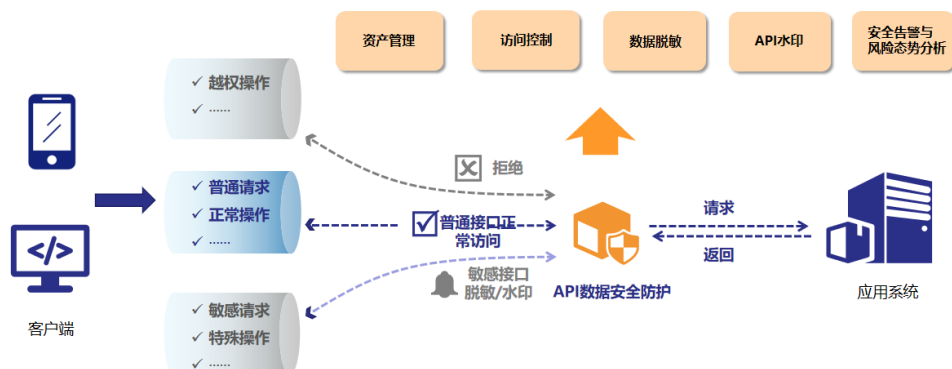 资产管理
访问控制
数据脱敏
API水印
安全告警与
风险态势分析
越权操作
......
拒绝
普通请求
正常操作
......
普通接口正
常访问
请求
返回
敏感接口
脱敏/水印
API数据安全防护
应用系统
客户端
敏感请求
特殊操作
......